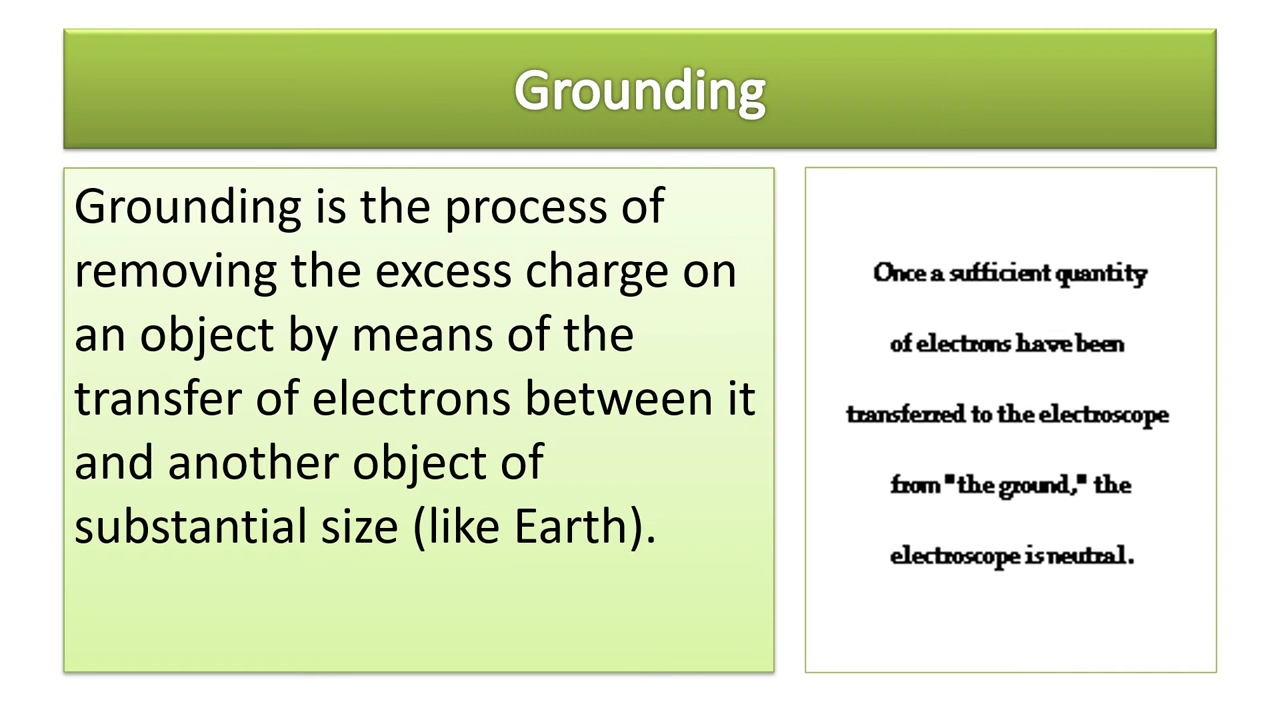 Grounding
Grounding is the process of
removing the excess charge on
an object by means of the
transfer of electrons between it
and another object of
substantial size (like Earth).
Once a sufficient quantity
of electrons have been
transferred to the electroscope
from "the ground," the
electroscope is neutral.